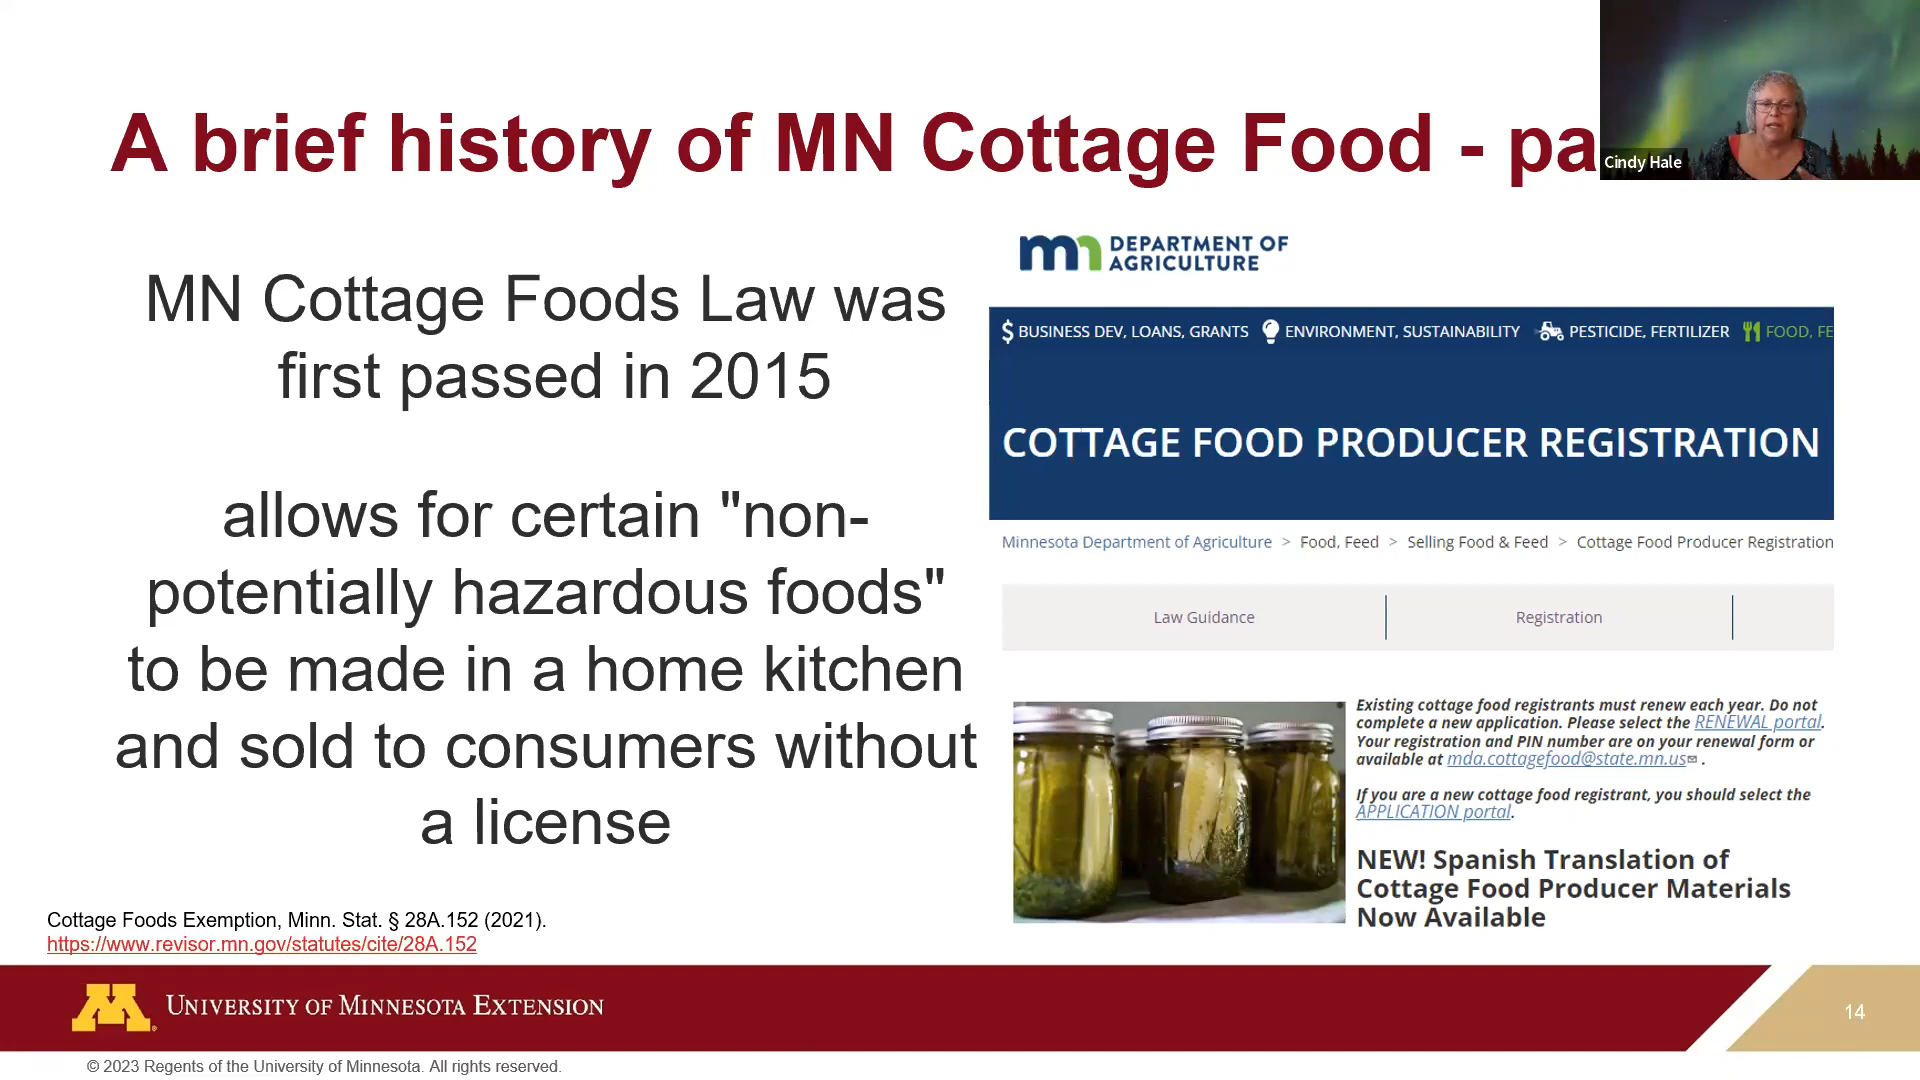 A brief history of MN Cottage Food - pa
Cindy Hale
MN Cottage Foods Law was
first passed in 2015
allows for certain "non-
potentially hazardous foods"
to be made in a home kitchen
and sold to consumers without
a license
Cottage Foods Exemption, Minn. Stat. § 28A.152 (2021).
https://www.revisor.mn.gov/statutes/cite/28A.152
mn DEPARTMENT OF
AGRICULTURE
$ BUSINESS DEV, LOANS, GRANTS ENVIRONMENT, SUSTAINABILITY PESTICIDE, FERTILIZER FOOD, FE
COTTAGE FOOD PRODUCER REGISTRATION
Minnesota Department of Agriculture > Food, Feed > Selling Food & Feed > Cottage Food Producer Registration
Law Guidance Registration
Existing cottage food registrants must renew each year. Do not
complete a new application. Please select the RENEWAL portal.
Your registration and PIN number are on your renewal form or
available at mda.cottagefood@state.mn.us .
If you are a new cottage food registrant, you should select the
APPLICATION portal.
NEW! Spanish Translation of
Cottage Food Producer Materials
Now Available
M® UNIVERSITY OF MINNESOTA EXTENSION
14
© 2023 Regents of the University of Minnesota. All rights reserved.